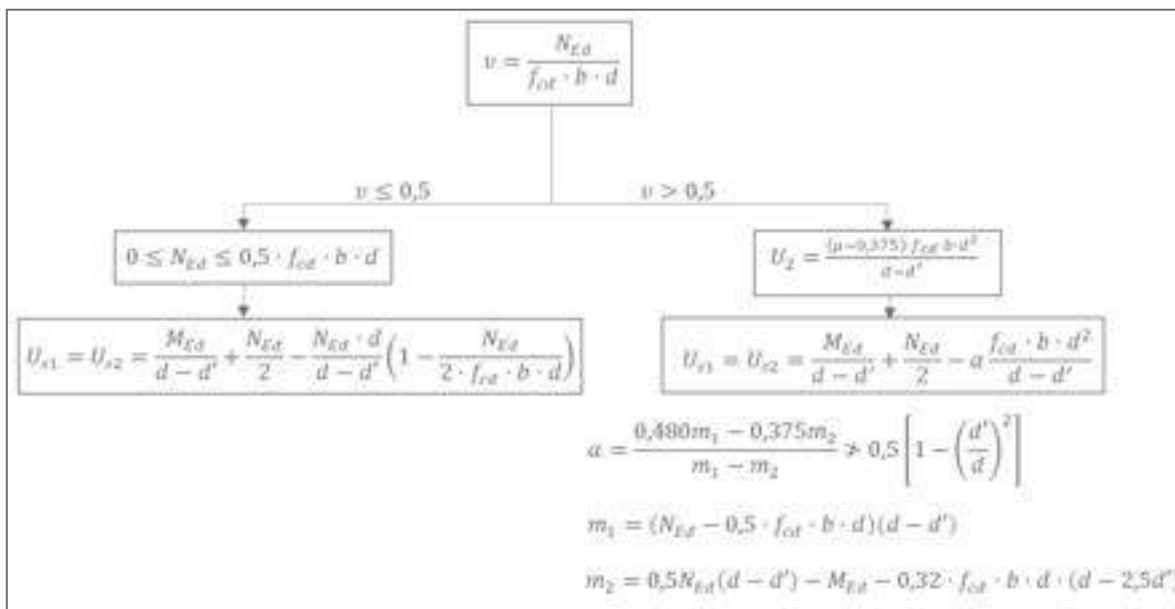 υ = N_Ed / (f_cd · b · d)
υ ≤ 0,5
υ > 0,5
0 ≤ N_Ed ≤ 0,5 · f_cd · b · d
U_2 = ((μ−0,375) f_cd b·d²) / (d−d')
U_s1 = U_s2 = M_Ed / (d − d') + N_Ed / 2 − (N_Ed · d) / (d − d') (1 − N_Ed / (2 · f_cd · b · d))
U_s1 = U_s2 = M_Ed / (d − d') + N_Ed / 2 − α (f_cd · b · d²) / (d − d')
α = (0,480m_1 − 0,375m_2) / (m_1 − m_2) ≯ 0,5 [1 − (d'/d)²]
m_1 = (N_Ed − 0,5 · f_cd · b · d)(d − d')
m_2 = 0,5N_Ed(d − d') − M_Ed − 0,32 · f_cd · b · d · (d − 2,5d')